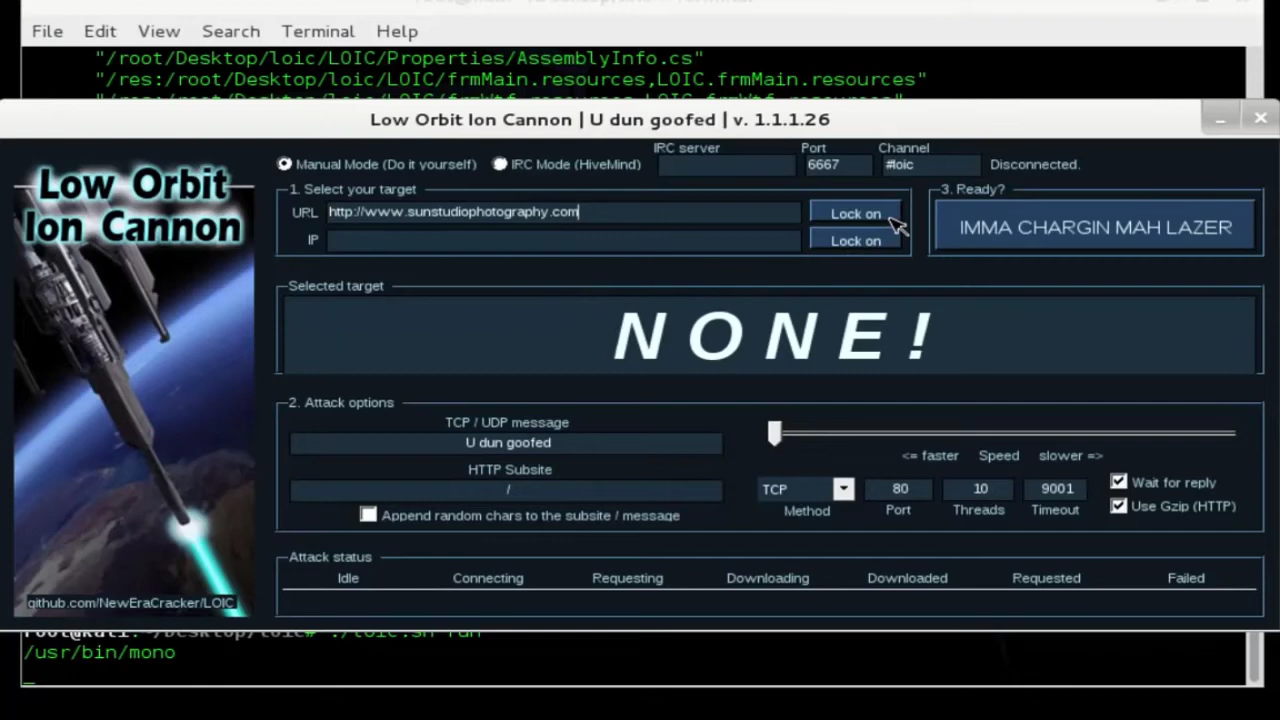 File Edit View Search Terminal Help
"/root/Desktop/loic/LOIC/Properties/AssemblyInfo.cs"
"/res:/root/Desktop/loic/LOIC/frmMain.resources,LOIC.frmMain.resources"
Low Orbit Ion Cannon | U dun goofed | v. 1.1.1.26
Low Orbit
Ion Cannon
IRC server Port Channel
Manual Mode (Do it yourself) IRC Mode (HiveMind) 6667 #loic Disconnected.
1. Select your target 3. Ready?
URL http://www.sunstudiophotography.com Lock on
IMMA CHARGIN MAH LAZER
IP Lock on
Selected target
NONE!
2. Attack options
TCP / UDP message
U dun goofed
<= faster Speed slower =>
HTTP Subsite
/
TCP 80 10 9001 Wait for reply
Method Port Threads Timeout Use Gzip (HTTP)
Append random chars to the subsite / message
Attack status
Idle Connecting Requesting Downloading Downloaded Requested Failed
github.com/NewEraCracker/LOIC
/usr/bin/mono